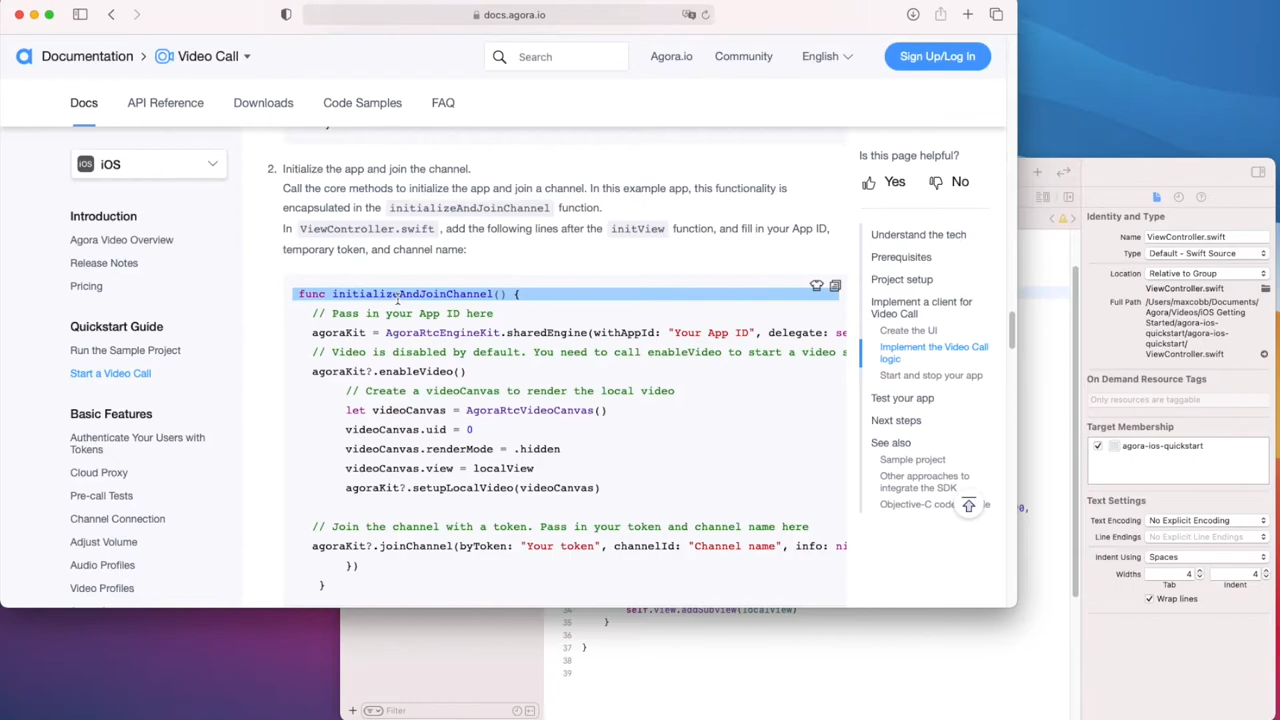 docs.agora.io
Documentation
Video Call
Search
Agora.io
Community
English
Sign Up/Log In
Docs
API Reference
Downloads
Code Samples
FAQ
iOS
iOS
Introduction
Agora Video Overview
Release Notes
Pricing
Quickstart Guide
Run the Sample Project
Start a Video Call
Basic Features
Authenticate Your Users with
Tokens
Cloud Proxy
Pre-call Tests
Channel Connection
Adjust Volume
Audio Profiles
Video Profiles
2. Initialize the app and join the channel.
Call the core methods to initialize the app and join a channel. In this example app, this functionality is
encapsulated in the initializeAndJoinChannel function.
In ViewController.swift, add the following lines after the initView function, and fill in your App ID,
temporary token, and channel name:
func initializeAndJoinChannel() {
// Pass in your App ID here
agoraKit = AgoraRtcEngineKit.sharedEngine(withAppId: "Your App ID", delegate: se
// Video is disabled by default. You need to call enableVideo to start a video s
agoraKit?.enableVideo()
// Create a videoCanvas to render the local video
let videoCanvas = AgoraRtcVideoCanvas()
videoCanvas.uid = 0
videoCanvas.renderMode = .hidden
videoCanvas.view = localView
agoraKit?.setupLocalVideo(videoCanvas)
// Join the channel with a token. Pass in your token and channel name here
agoraKit?.joinChannel(byToken: "Your token", channelId: "Channel name", info: ni
})
}
Is this page helpful?
Yes
No
Understand the tech
Prerequisites
Project setup
Implement a client for
Video Call
Create the UI
Implement the Video Call
logic
Start and stop your app
Test your app
Next steps
See also
Sample project
Other approaches to
integrate the SDK
Identity and Type
Name ViewController.swift
Type Default - Swift Source
Location Relative to Group
ViewController.swift
Full Path /Users/maxcobb/Documents/
Agora/Videos/iOS Getting
Started/agora-ios-
quickstart/agora-ios-
quickstart/
ViewController.swift
On Demand Resource Tags
Only resources are taggable
Target Membership
agora-ios-quickstart
Text Settings
Text Encoding No Explicit Encoding
Line Endings No Explicit Line Endings
Indent Using Spaces
Widths 4 4
Tab Indent
Wrap lines
0,
34 self.view.addSubview(localView)
35 }
36
37 }
38
39
Filter